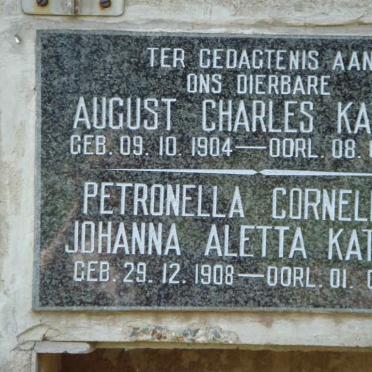 TER GEDAGTENIS AAN
ONS DIERBARE
AUGUST CHARLES KA
GEB. 09. 10. 1904—OORL. 08.
PETRONELLA CORNEL
JOHANNA ALETTA KAT
GEB. 29. 12. 1908—OORL. 01.